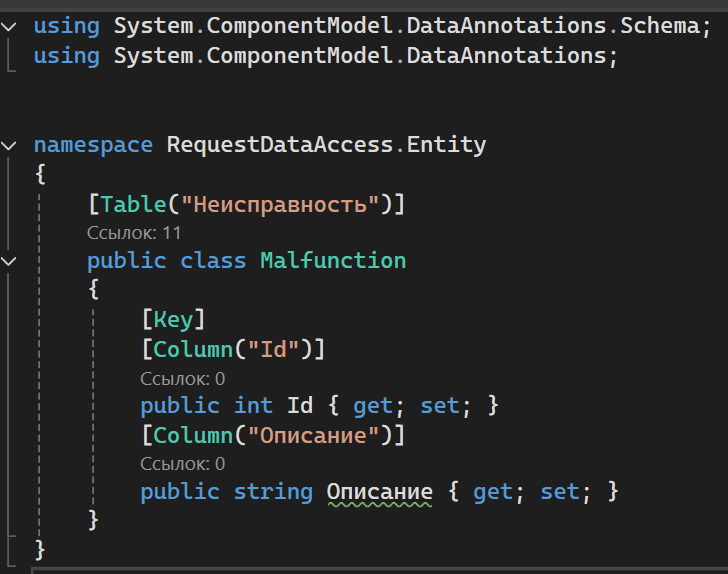 using System.ComponentModel.DataAnnotations.Schema;
using System.ComponentModel.DataAnnotations;
namespace RequestDataAccess.Entity
{
[Table("Неисправность")]
Ссылок: 11
public class Malfunction
{
[Key]
[Column("Id")]
Ссылок: 0
public int Id { get; set; }
[Column("Описание")]
Ссылок: 0
public string Описание { get; set; }
}
}